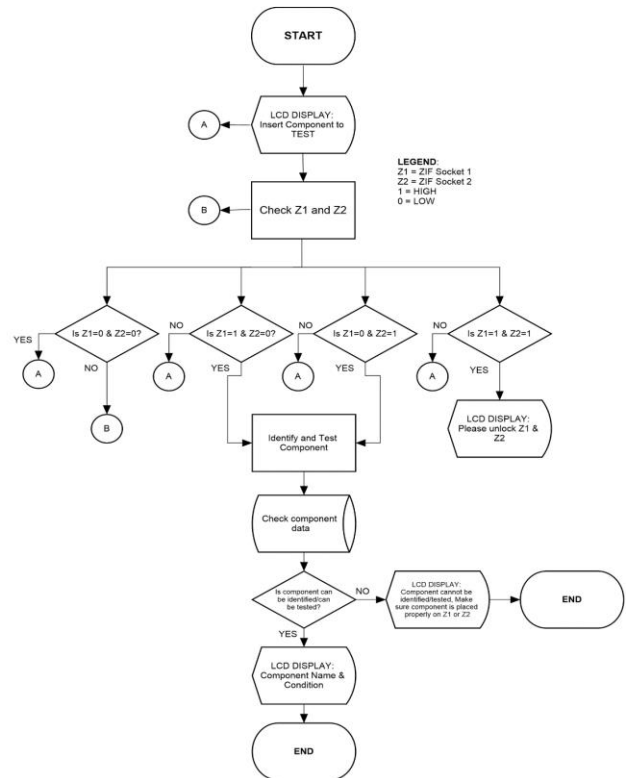 START
LCD DISPLAY:
Insert Component to
TEST
A
LEGEND:
Z1 = ZIF Socket 1
Z2 = ZIF Socket 2
1 = HIGH
0 = LOW
B
Check Z1 and Z2
Is Z1=0 & Z2=0?
YES
A
NO
B
Is Z1=1 & Z2=0?
NO
A
YES
Is Z1=0 & Z2=1
NO
A
YES
Is Z1=1 & Z2=1
NO
A
YES
LCD DISPLAY:
Please unlock Z1 &
Z2
Identify and Test
Component
Check component
data
Is component can
be identified/can
be tested?
NO
LCD DISPLAY:
Component cannot be
identified/tested, Make
sure component is placed
properly on Z1 or Z2
END
YES
LCD DISPLAY:
Component Name &
Condition
END